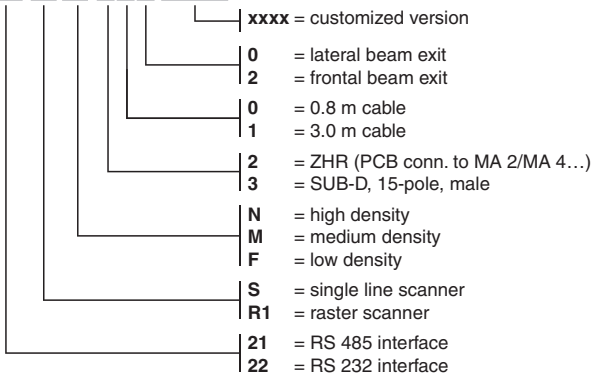 xxxx = customized version
0 = lateral beam exit
2 = frontal beam exit
0 = 0.8 m cable
1 = 3.0 m cable
2 = ZHR (PCB conn. to MA 2/MA 4…)
3 = SUB-D, 15-pole, male
N = high density
M = medium density
F = low density
S = single line scanner
R1 = raster scanner
21 = RS 485 interface
22 = RS 232 interface